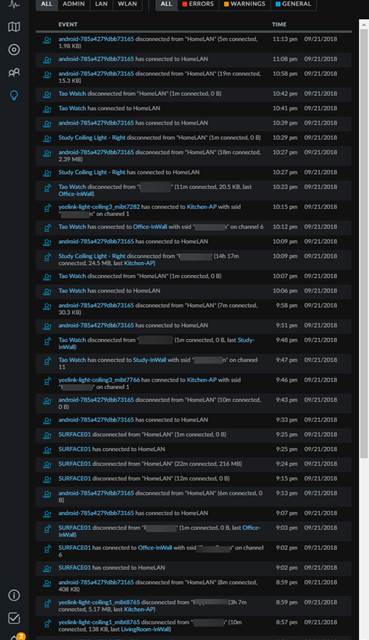 ALL ADMIN LAN WLAN ALL ERRORS WARNINGS GENERAL
EVENT TIME
android-785a4279dbb73165 disconnected from "HomeLAN" (5m connected, 11:13 pm 09/21/2018
1.98 KB)
android-785a4279dbb73165 has connected to HomeLAN 11:08 pm 09/21/2018
android-785a4279dbb73165 disconnected from "HomeLAN" (19m connected, 10:58 pm 09/21/2018
15.3 KB)
Tao Watch disconnected from "HomeLAN" (1m connected, 0 B) 10:42 pm 09/21/2018
Tao Watch has connected to HomeLAN 10:41 pm 09/21/2018
android-785a4279dbb73165 has connected to HomeLAN 10:39 pm 09/21/2018
Study Ceiling Light - Right disconnected from "HomeLAN" (1m connected, 0 B) 10:29 pm 09/21/2018
android-785a4279dbb73165 disconnected from "HomeLAN" (18m connected, 10:27 pm 09/21/2018
2.39 MB)
Study Ceiling Light - Right has connected to HomeLAN 10:27 pm 09/21/2018
Tao Watch disconnected from " (11m connected, 20.5 KB, last 10:23 pm 09/21/2018
Office-InWall)
yeelink-light-ceiling3_mibt7282 has connected to Kitchen-AP with ssid 10:15 pm 09/21/2018
" n" on channel 1
Tao Watch has connected to Office-InWall with ssid " " on channel 6 10:12 pm 09/21/2018
android-785a4279dbb73165 has connected to HomeLAN 10:09 pm 09/21/2018
Study Ceiling Light - Right disconnected from " (14h 17m 10:09 pm 09/21/2018
connected, 24.5 MB, last Kitchen-AP)
Tao Watch disconnected from "HomeLAN" (1m connected, 0 B) 10:07 pm 09/21/2018
Tao Watch has connected to HomeLAN 10:06 pm 09/21/2018
android-785a4279dbb73165 disconnected from "HomeLAN" (7m connected, 9:58 pm 09/21/2018
30.3 KB)
android-785a4279dbb73165 has connected to HomeLAN 9:51 pm 09/21/2018
Tao Watch disconnected from " (1m connected, 0 B, last Study- 9:48 pm 09/21/2018
InWall)
Tao Watch has connected to Study-InWall with ssid " n" on channel 9:47 pm 09/21/2018
11
yeelink-light-ceiling3_mibt7766 has connected to Kitchen-AP with ssid 9:46 pm 09/21/2018
" n" on channel 1
android-785a4279dbb73165 disconnected from "HomeLAN" (10m connected, 9:43 pm 09/21/2018
0 B)
android-785a4279dbb73165 has connected to HomeLAN 9:33 pm 09/21/2018
SURFACE01 disconnected from "HomeLAN" (1m connected, 0 B) 9:25 pm 09/21/2018
SURFACE01 has connected to HomeLAN 9:25 pm 09/21/2018
SURFACE01 disconnected from "HomeLAN" (22m connected, 216 MB) 9:24 pm 09/21/2018
SURFACE01 disconnected from "HomeLAN" (12m connected, 0 B) 9:15 pm 09/21/2018
android-785a4279dbb73165 disconnected from "HomeLAN" (6m connected, 0 9:13 pm 09/21/2018
B)
android-785a4279dbb73165 has connected to HomeLAN 9:07 pm 09/21/2018
SURFACE01 disconnected from " (1m connected, 0 B, last Office- 9:03 pm 09/21/2018
InWall)
SURFACE01 has connected to Office-InWall with ssid " n" on channel 9:02 pm 09/21/2018
6
SURFACE01 has connected to HomeLAN 9:02 pm 09/21/2018
android-785a4279dbb73165 disconnected from "HomeLAN" (8m connected, 8:59 pm 09/21/2018
408 KB)
yeelink-light-ceiling1_mibt8765 disconnected from " (3h 7m 8:59 pm 09/21/2018
connected, 5.17 MB, last Kitchen-AP)
yeelink-light-ceiling1_mibt8765 disconnected from " (10m 8:57 pm 09/21/2018
connected, 138 KB, last LivingRoom-InWall)
2